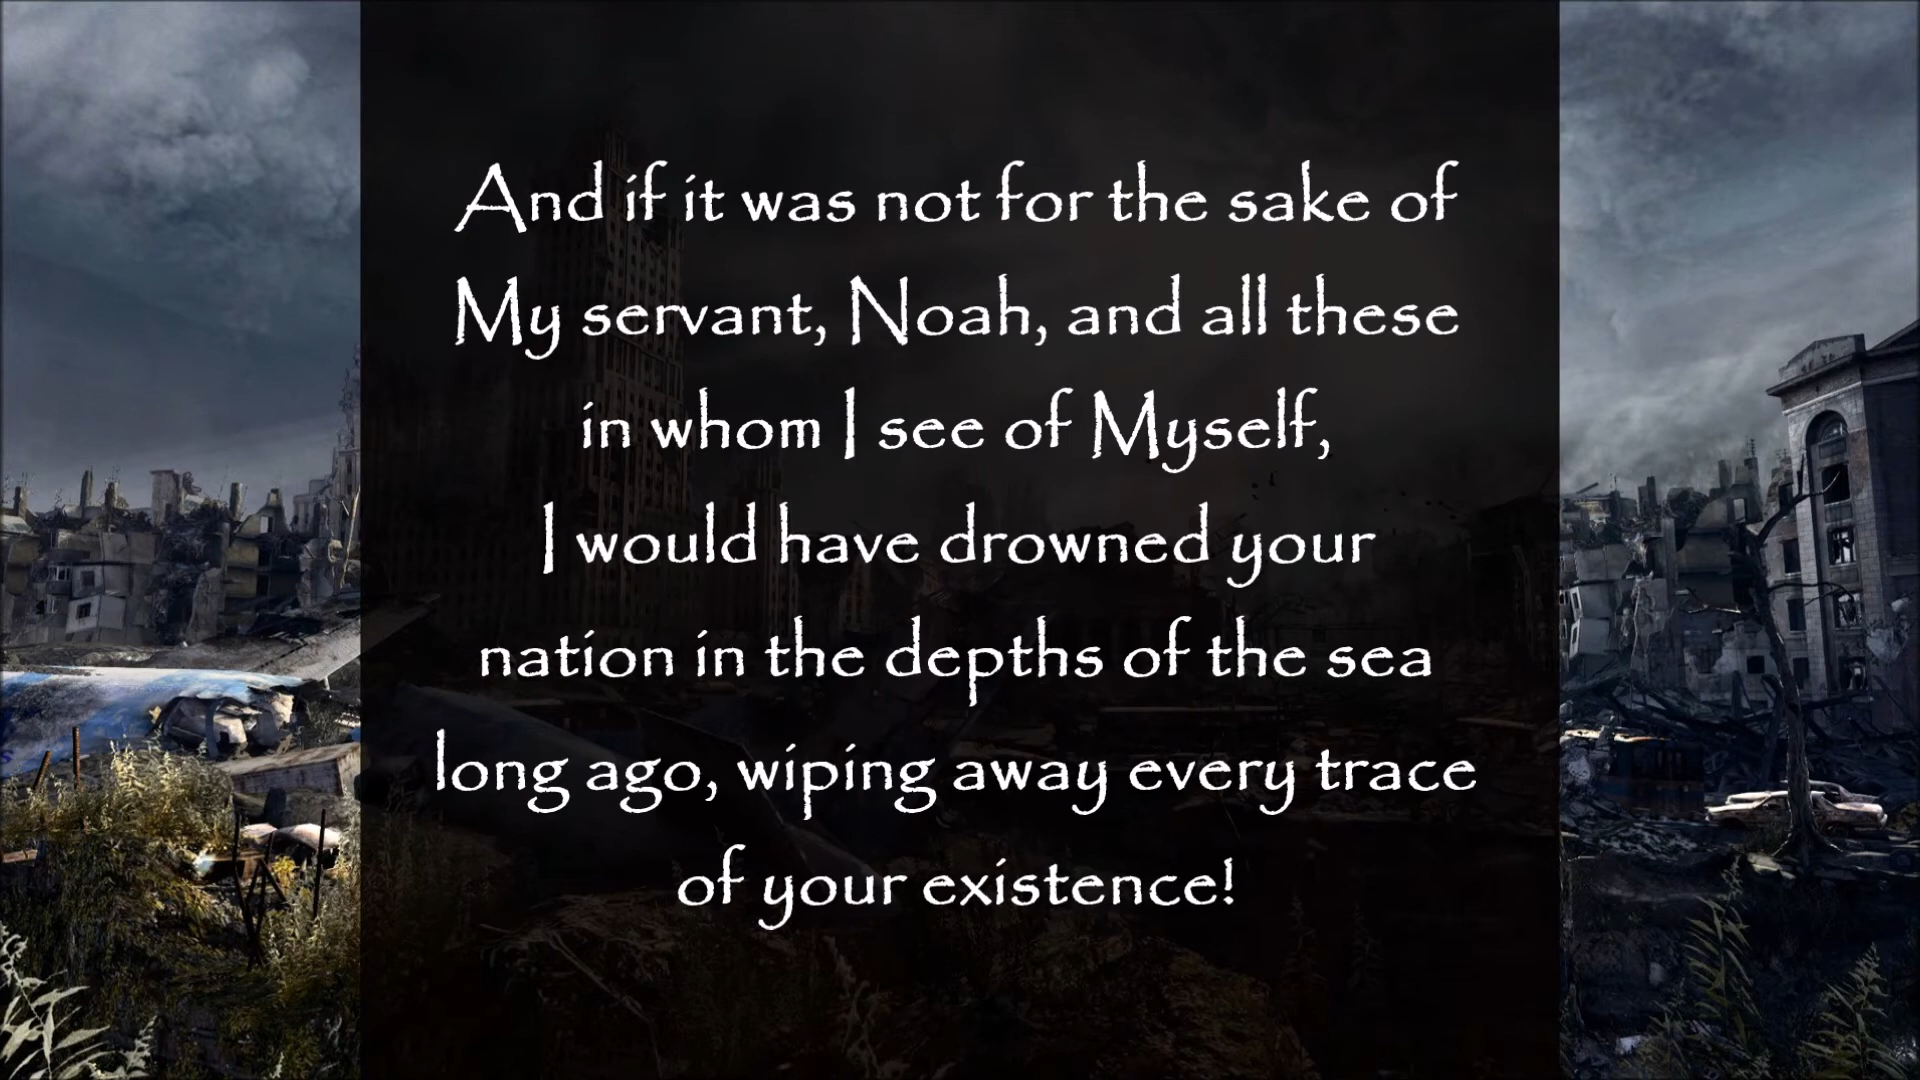 And if it was not for the sake of
My servant, Noah, and all these
in whom I see of Myself,
I would have drowned your
nation in the depths of the sea
long ago, wiping away every trace
of your existence!